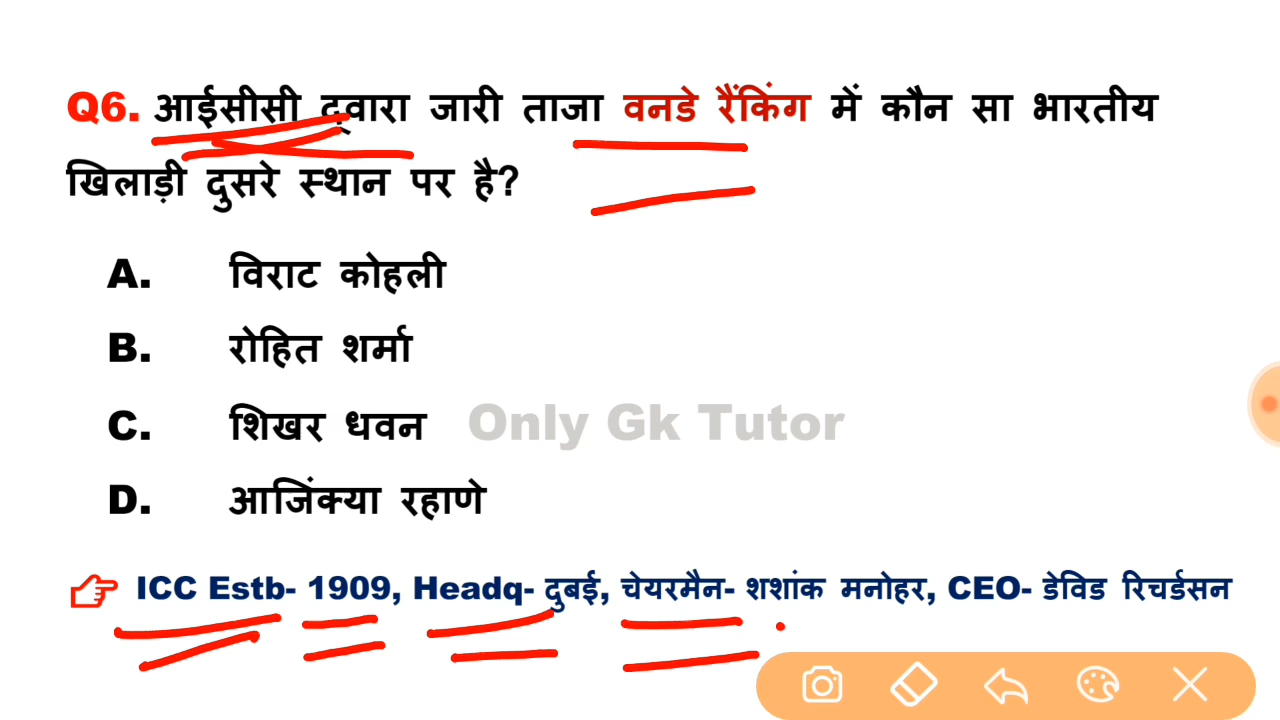 Q6. आईसीसी द्वारा जारी ताजा वनडे रैंकिंग में कौन सा भारतीय
खिलाड़ी दुसरे स्थान पर है?
A. विराट कोहली
B. रोहित शर्मा
C. शिखर धवन
Only Gk Tutor
D. आजिंक्या रहाणे
ICC Estb- 1909, Headq- दुबई, चेयरमैन- शशांक मनोहर, CEO- डेविड रिचर्डसन